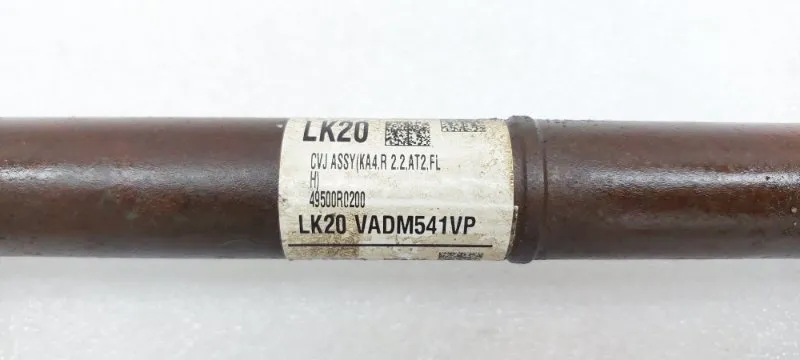 LK20
CVJ ASSY(KA4,R 2.2,AT2,FL
H)
49500R0200
LK20 VADM541VP